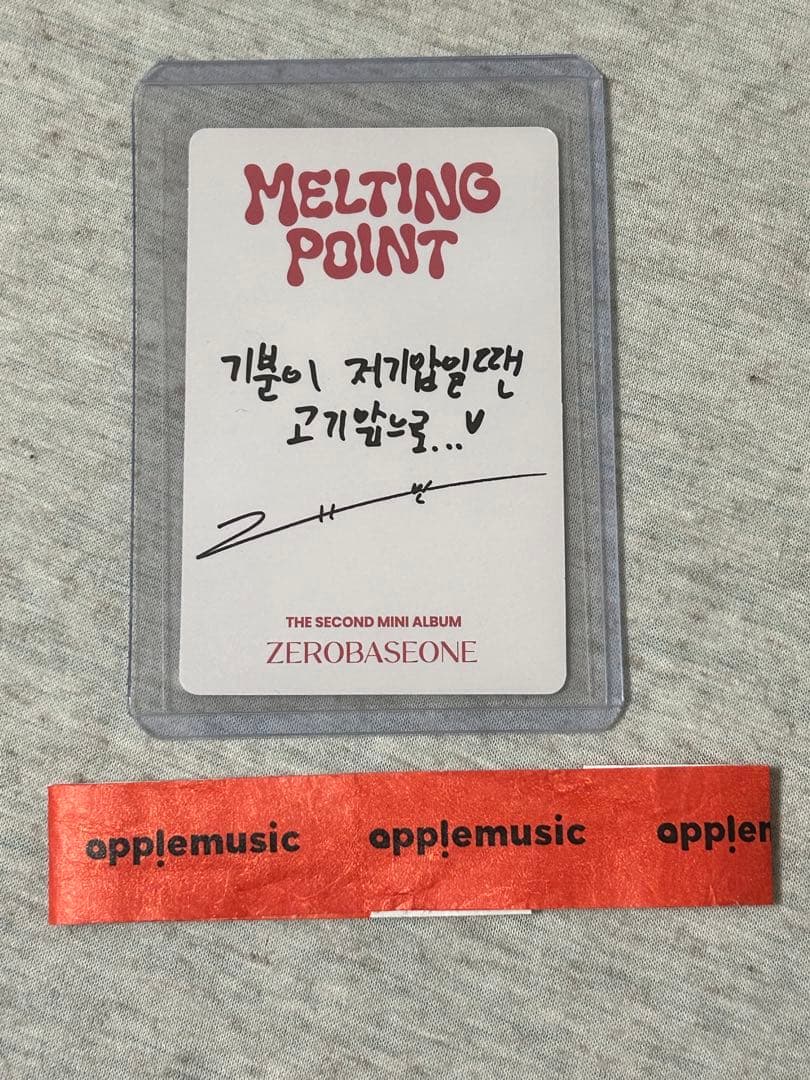 MELTING
POINT
기분이 저기압일땐
고기앞으로...♥
THE SECOND MINI ALBUM
ZEROBASEONE
applemusic applemusic applem